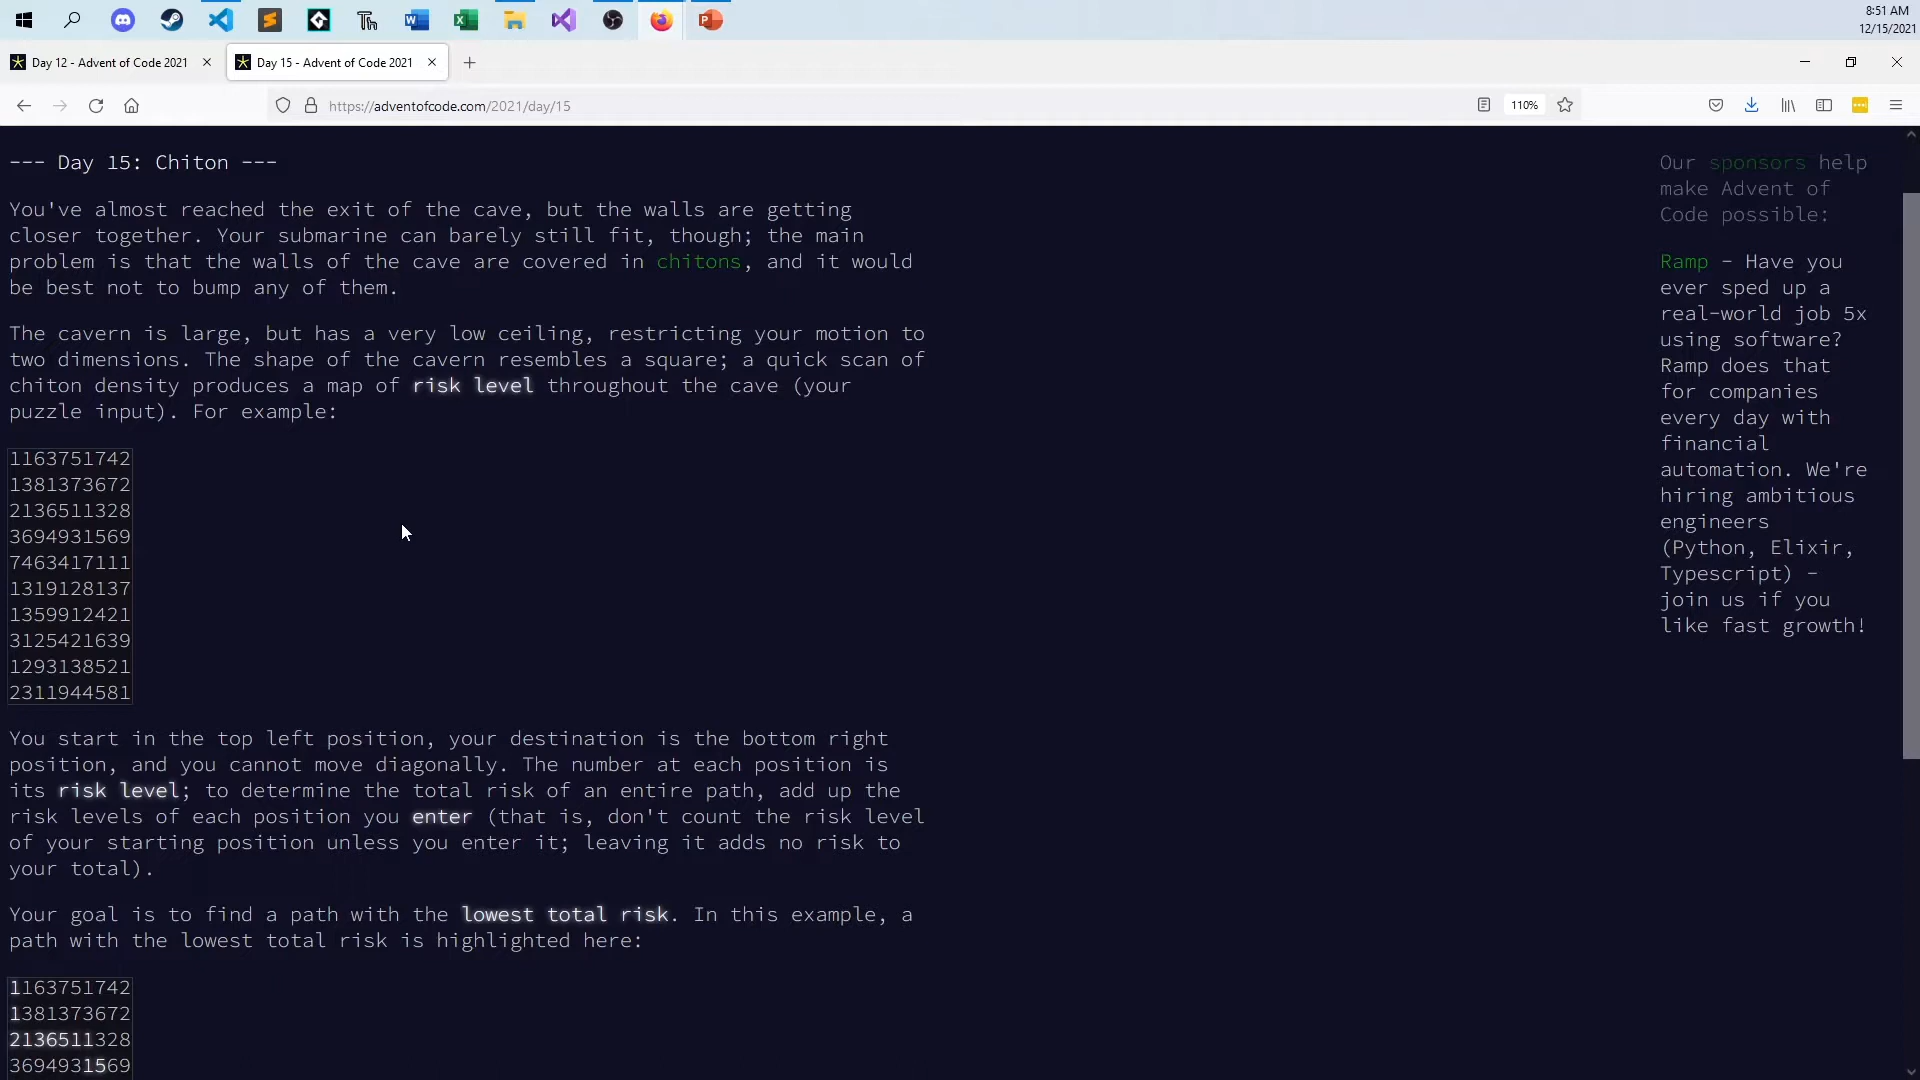 8:51 AM
12/15/2021
Day 12 - Advent of Code 2021
Day 15 - Advent of Code 2021
https://adventofcode.com/2021/day/15
110%
--- Day 15: Chiton ---
You've almost reached the exit of the cave, but the walls are getting
closer together. Your submarine can barely still fit, though; the main
problem is that the walls of the cave are covered in chitons, and it would
be best not to bump any of them.
The cavern is large, but has a very low ceiling, restricting your motion to
two dimensions. The shape of the cavern resembles a square; a quick scan of
chiton density produces a map of risk level throughout the cave (your
puzzle input). For example:
1163751742
1381373672
2136511328
3694931569
7463417111
1319128137
1359912421
3125421639
1293138521
2311944581
You start in the top left position, your destination is the bottom right
position, and you cannot move diagonally. The number at each position is
its risk level; to determine the total risk of an entire path, add up the
risk levels of each position you enter (that is, don't count the risk level
of your starting position unless you enter it; leaving it adds no risk to
your total).
Your goal is to find a path with the lowest total risk. In this example, a
path with the lowest total risk is highlighted here:
1163751742
1381373672
2136511328
3694931569
Our sponsors help
make Advent of
Code possible:
Ramp - Have you
ever sped up a
real-world job 5x
using software?
Ramp does that
for companies
every day with
financial
automation. We're
hiring ambitious
engineers
(Python, Elixir,
Typescript) -
join us if you
like fast growth!